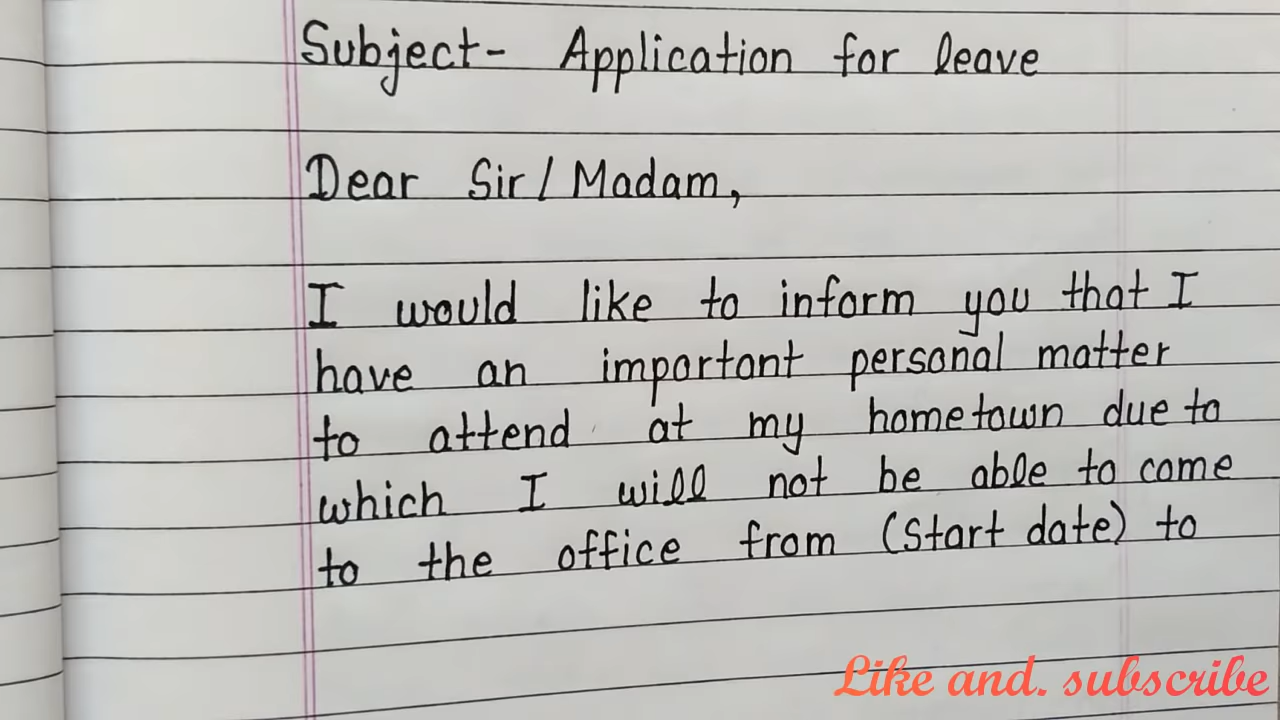 Subject- Application for leave
Dear Sir/Madam,
I would like to inform you that I
have an important personal matter
to attend at my hometown due to
which I will not be able to come
to the office from (Start date) to
Like and. subscribe